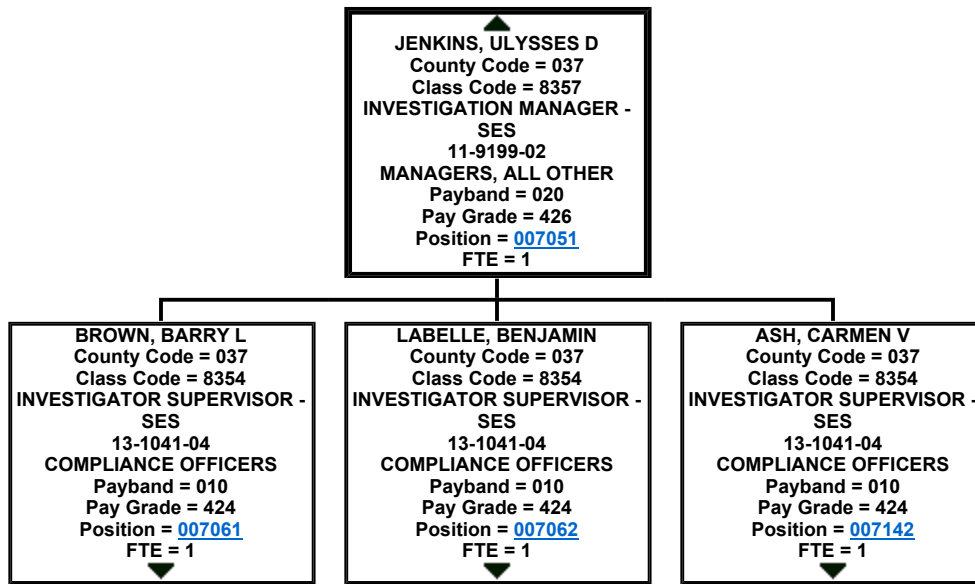 JENKINS, ULYSSES D
County Code = 037
Class Code = 8357
INVESTIGATION MANAGER -
SES
11-9199-02
MANAGERS, ALL OTHER
Payband = 020
Pay Grade = 426
Position = 007051
FTE = 1
BROWN, BARRY L
County Code = 037
Class Code = 8354
INVESTIGATOR SUPERVISOR -
SES
13-1041-04
COMPLIANCE OFFICERS
Payband = 010
Pay Grade = 424
Position = 007061
FTE = 1
LABELLE, BENJAMIN
County Code = 037
Class Code = 8354
INVESTIGATOR SUPERVISOR -
SES
13-1041-04
COMPLIANCE OFFICERS
Payband = 010
Pay Grade = 424
Position = 007062
FTE = 1
ASH, CARMEN V
County Code = 037
Class Code = 8354
INVESTIGATOR SUPERVISOR -
SES
13-1041-04
COMPLIANCE OFFICERS
Payband = 010
Pay Grade = 424
Position = 007142
FTE = 1